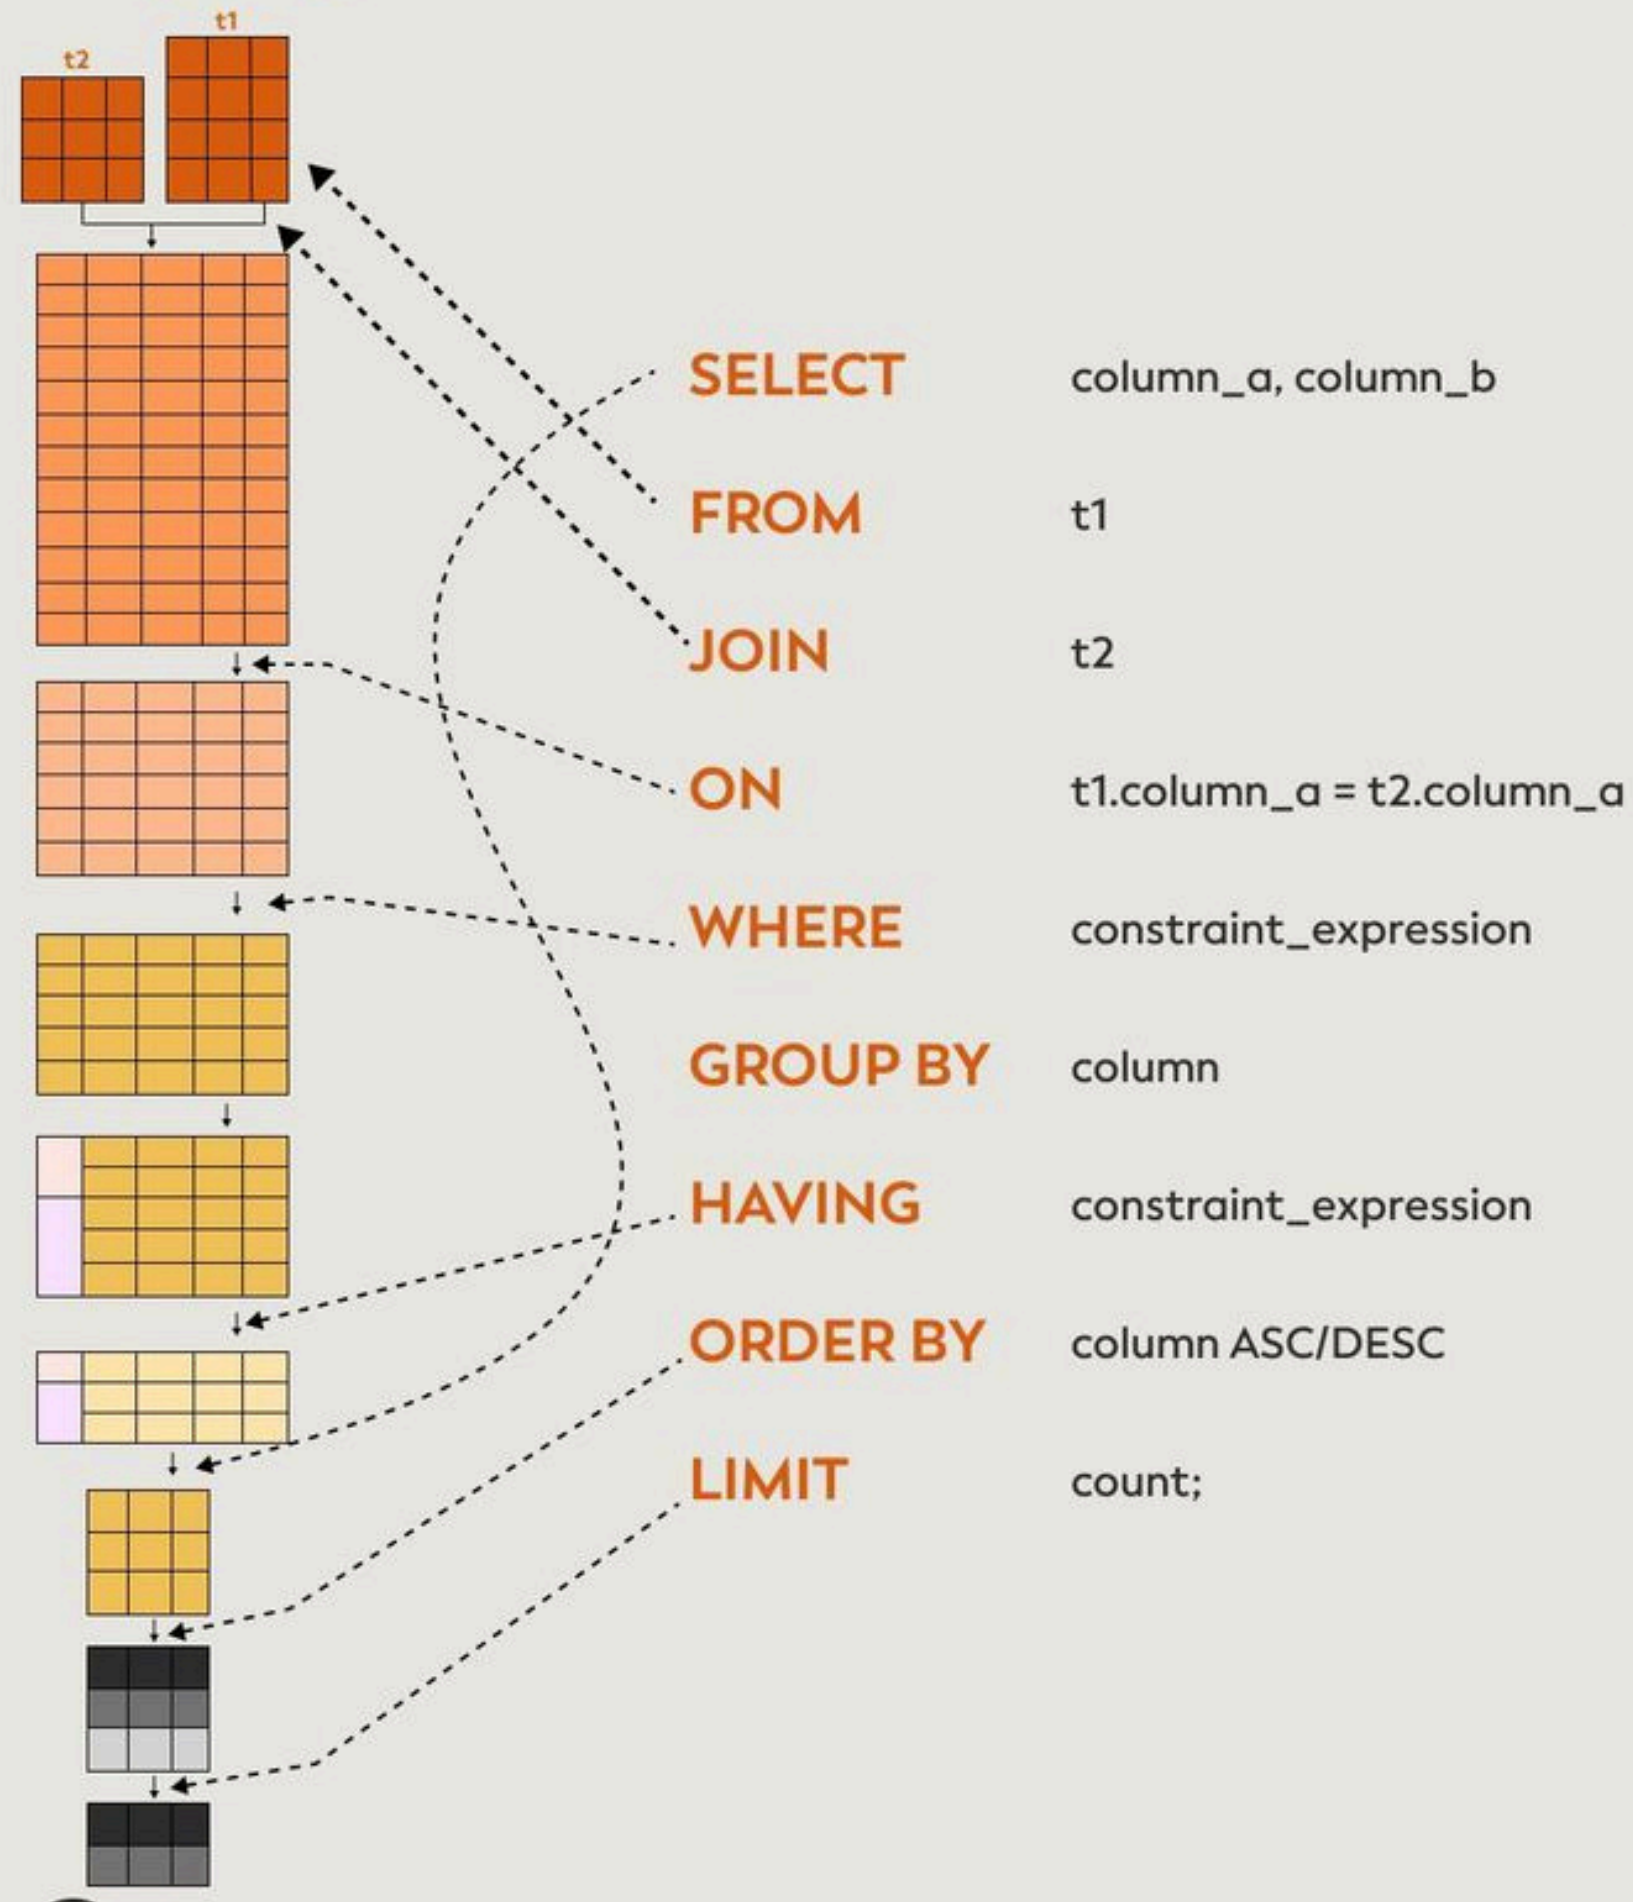 t1
t2
SELECT column_a, column_b
FROM t1
JOIN t2
ON t1.column_a = t2.column_a
WHERE constraint_expression
GROUP BY column
HAVING constraint_expression
ORDER BY column ASC/DESC
LIMIT count;